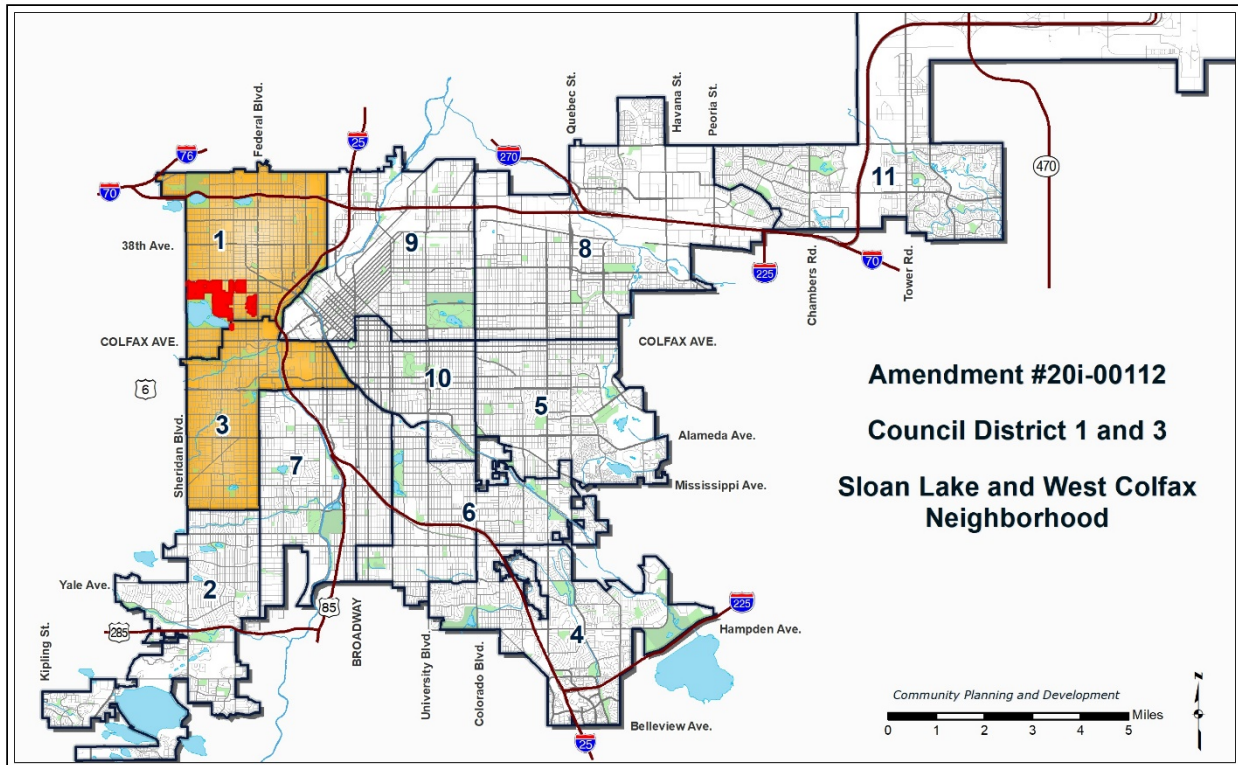 Federal Blvd.
Quebec St.
Havana St.
Peoria St.
76
25
270
70
470
11
1
9
8
38th Ave.
225
70
Chambers Rd.
Tower Rd.
COLFAX AVE.
COLFAX AVE.
6
10
5
Amendment #20i-00112
Council District 1 and 3
Sloan Lake and West Colfax
Neighborhood
Sheridan Blvd.
3
7
Alameda Ave.
Mississippi Ave.
6
Yale Ave.
2
85
BROADWAY
285
225
Hampden Ave.
4
Kipling St.
University Blvd.
Colorado Blvd.
Belleview Ave.
25
Community Planning and Development
Miles
0 1 2 3 4 5
N